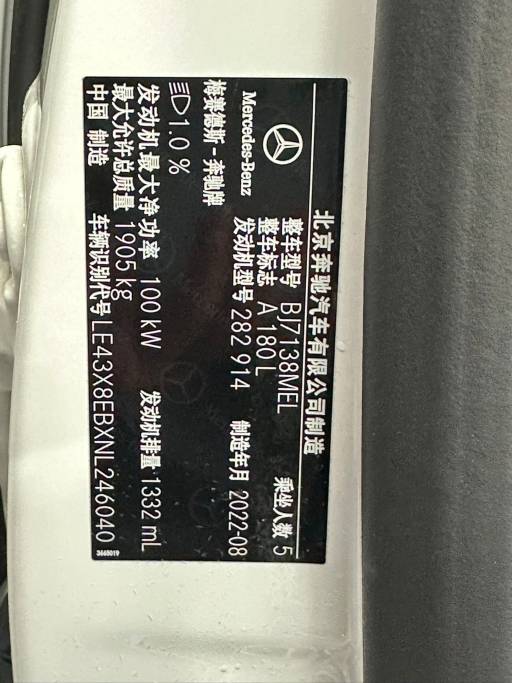 北京奔驰汽车有限公司制造
Mercedes-Benz
整车型号 BJ7138MEL 乘坐人数 5
整车标志 A 180 L
发动机型号 282 914 制造年月 2022-08
梅赛德斯-奔驰牌
1.0 %
发动机最大净功率 100 kW 发动机排量 1332 mL
最大允许总质量 1905 kg
中国 制造 车辆识别代号 LE43X8EBXNL246040
3665019